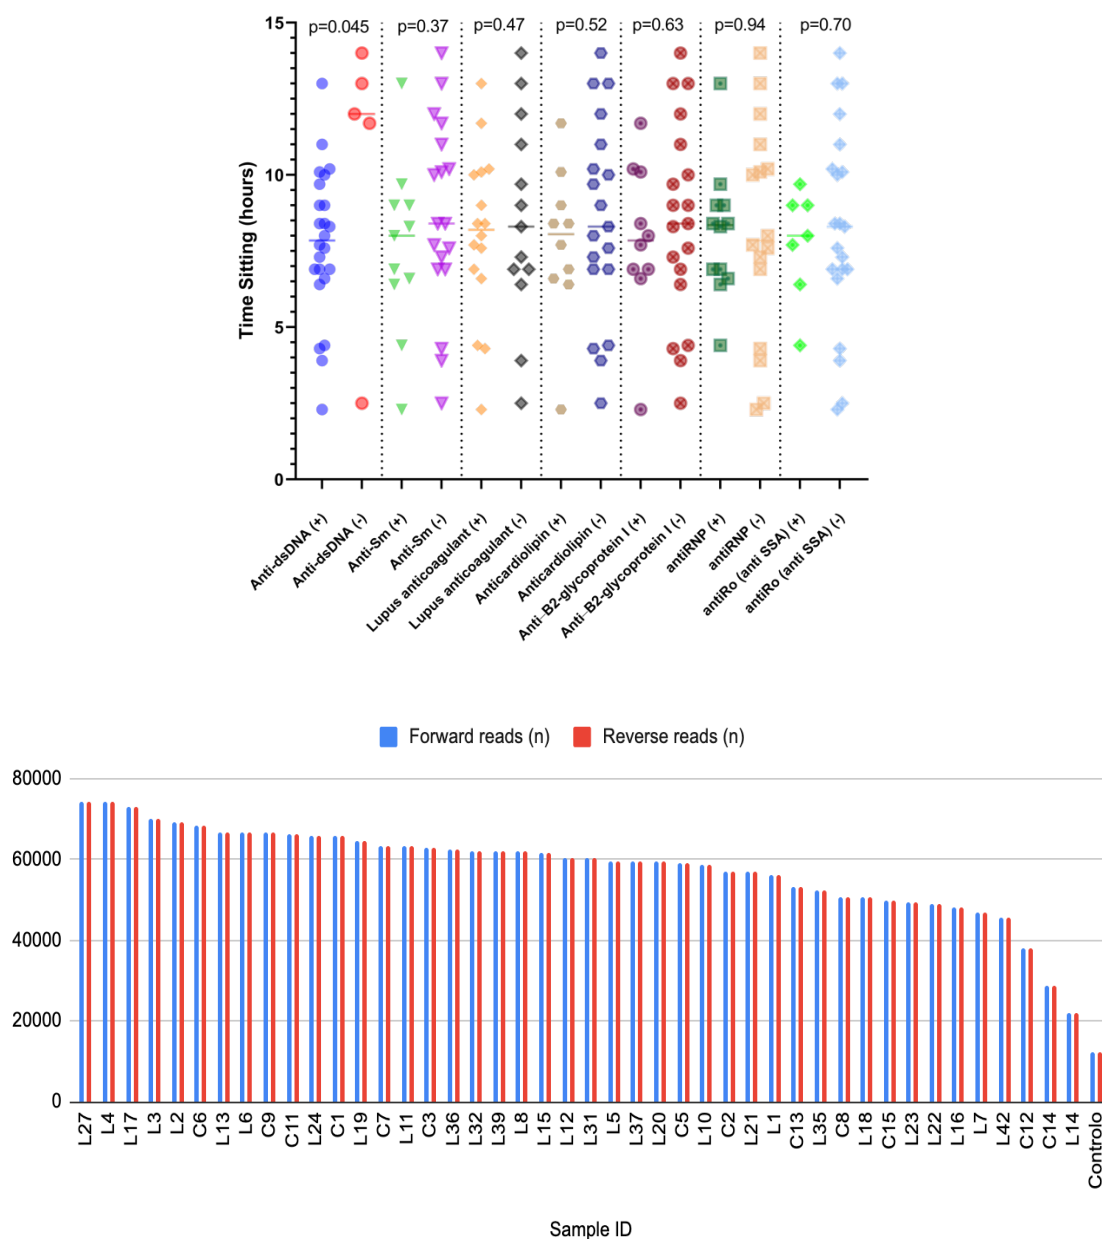 p=0.045 p=0.37 p=0.47 p=0.52 p=0.63 p=0.94 p=0.70
15
10
5
0
Time Sitting (hours)
Anti-dsDNA (+)
Anti-dsDNA (-)
Anti-Sm (+)
Anti-Sm (-)
Lupus anticoagulant (+)
Lupus anticoagulant (-)
Anticardiolipin (+)
Anticardiolipin (-)
Anti-B2-glycoprotein I (+)
Anti-B2-glycoprotein I (-)
antiRNP (+)
antiRNP (-)
antiRo (anti SSA) (+)
antiRo (anti SSA) (-)
Forward reads (n) Reverse reads (n)
80000
60000
40000
20000
0
L27
L4
L17
L3
L2
C6
L13
L6
C9
C11
L24
C1
L19
C7
L11
C3
L36
L32
L39
L8
L15
L12
L31
L5
L37
L20
C5
L10
C2
L21
L1
C13
L35
C8
L18
C15
L23
L22
L16
L7
L42
C12
C14
L14
Controlo
Sample ID